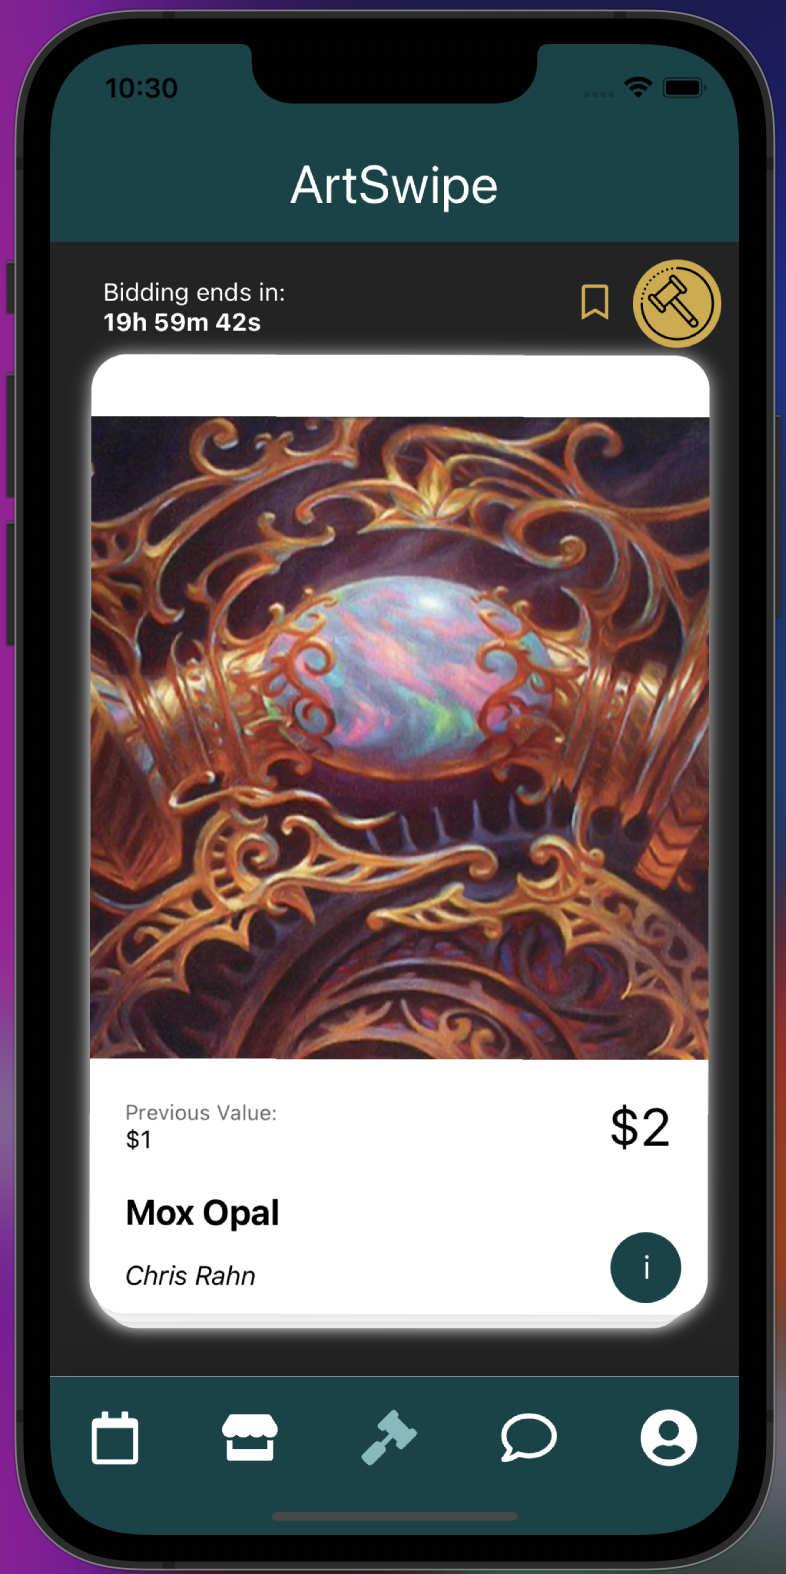 10:30
ArtSwipe
Bidding ends in:
19h 59m 42s
Previous Value:
$1
$2
Mox Opal
Chris Rahn
i